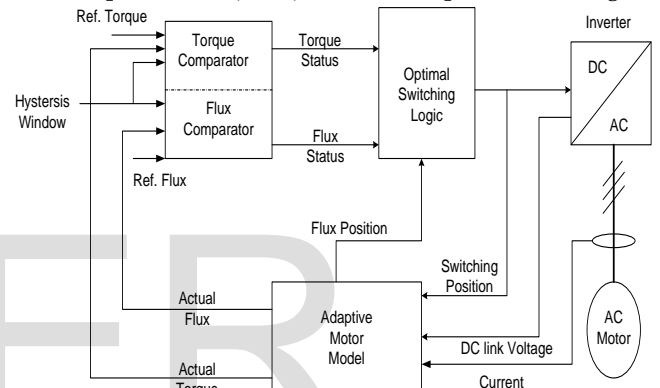 Ref. Torque
Inverter
Torque
Comparator
Torque
Status
Optimal
Switching
Logic
DC
AC
Hystersis
Window
Flux
Comparator
Flux
Status
Ref. Flux
Flux Position
Switching
Position
Actual
Flux
Adaptive
Motor
Model
AC
Motor
DC link Voltage
Actual
Torque
Current